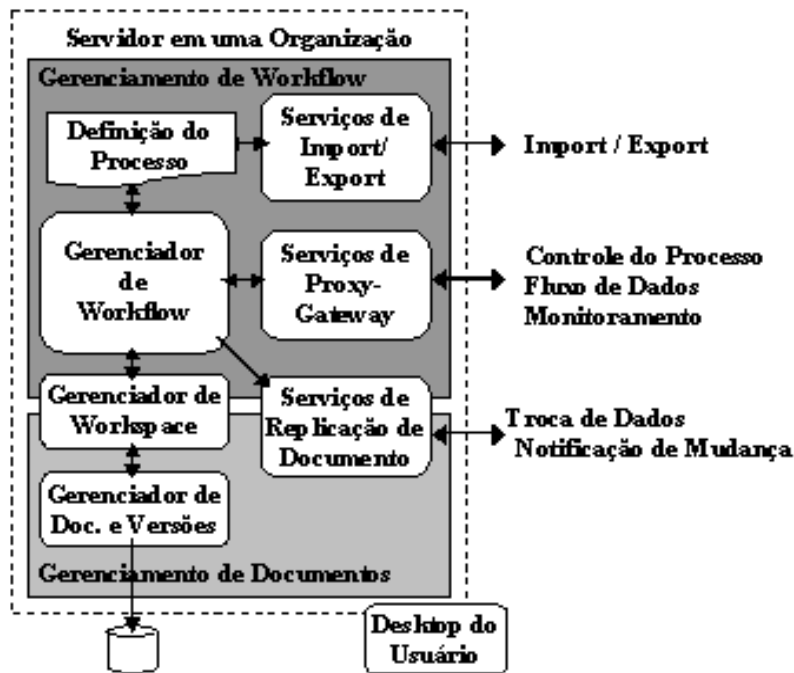 Servidor em uma Organização
Gerenciamento de Workflow
Definição do
Processo
Serviços de
Import/
Export
Import / Export
Gerenciador
de
Workflow
Serviços de
Proxy-
Gateway
Controle do Processo
Fluxo de Dados
Monitoramento
Gerenciador de
Workspace
Serviços de
Replicação de
Documento
Troca de Dados
Notificação de Mudança
Gerenciador de
Doc. e Versões
Gerenciamento de Documentos
Desktop do
Usuário